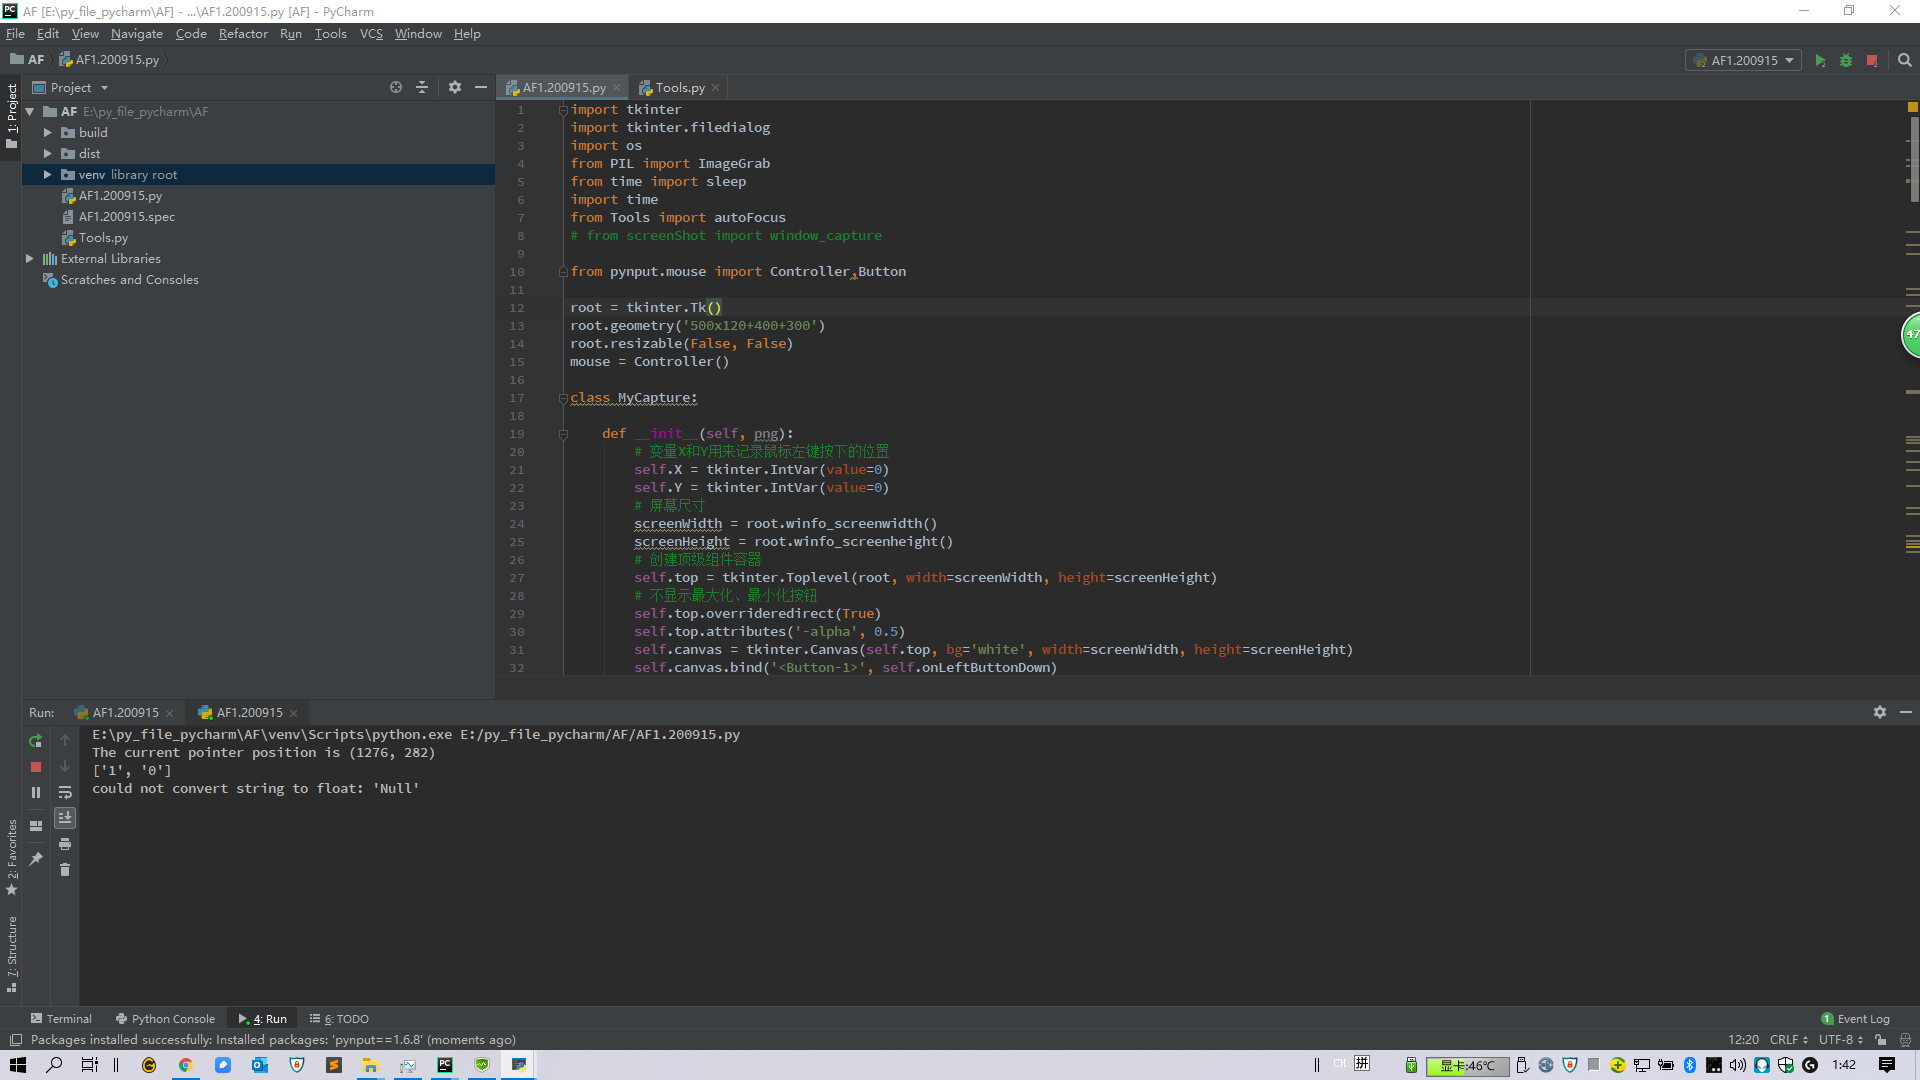 AF [E:\py_file_pycharm\AF] - ...\AF1.200915.py [AF] - PyCharm
File Edit View Navigate Code Refactor Run Tools VCS Window Help
AF AF1.200915.py
AF1.200915
1: Project
Project
AF E:\py_file_pycharm\AF
build
dist
venv library root
AF1.200915.py
AF1.200915.spec
Tools.py
External Libraries
Scratches and Consoles
AF1.200915.py Tools.py
1 import tkinter
2 import tkinter.filedialog
3 import os
4 from PIL import ImageGrab
5 from time import sleep
6 import time
7 from Tools import autoFocus
8 # from screenShot import window_capture
9
10 from pynput.mouse import Controller,Button
11
12 root = tkinter.Tk()
13 root.geometry('500x120+400+300')
14 root.resizable(False, False)
15 mouse = Controller()
16
17 class MyCapture:
18
19 def __init__(self, png):
20 # 变量X和Y用来记录鼠标左键按下的位置
21 self.X = tkinter.IntVar(value=0)
22 self.Y = tkinter.IntVar(value=0)
23 # 屏幕尺寸
24 screenWidth = root.winfo_screenwidth()
25 screenHeight = root.winfo_screenheight()
26 # 创建顶级组件容器
27 self.top = tkinter.Toplevel(root, width=screenWidth, height=screenHeight)
28 # 不显示最大化、最小化按钮
29 self.top.overrideredirect(True)
30 self.top.attributes('-alpha', 0.5)
31 self.canvas = tkinter.Canvas(self.top, bg='white', width=screenWidth, height=screenHeight)
32 self.canvas.bind('<Button-1>', self.onLeftButtonDown)
47
Run: AF1.200915 AF1.200915
E:\py_file_pycharm\AF\venv\Scripts\python.exe E:/py_file_pycharm/AF/AF1.200915.py
The current pointer position is (1276, 282)
['1', '0']
could not convert string to float: 'Null'
2: Favorites
7: Structure
Terminal Python Console 4: Run 6: TODO
1 Event Log
Packages installed successfully: Installed packages: 'pynput==1.6.8' (moments ago)
12:20 CRLF UTF-8
CH 拼 显卡:46℃ 1:42